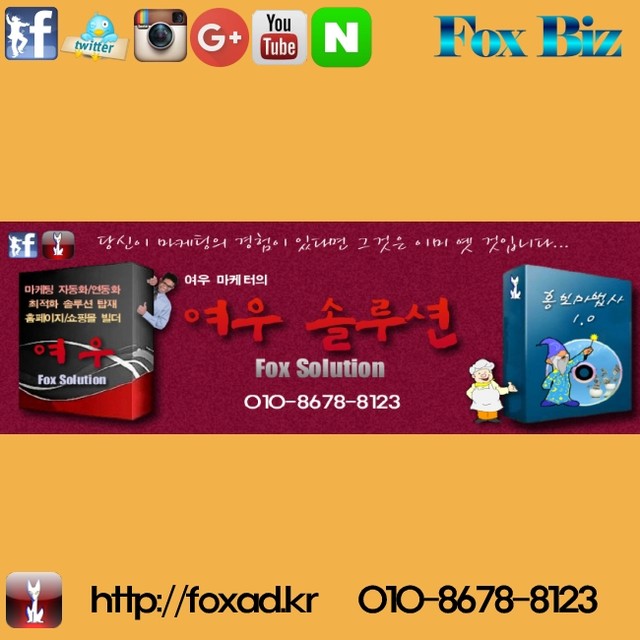 f
twitter
G+
You
Tube
N
Fox Biz
f
당신이 마케팅의 경험이 있다면 그것은 이미 옛 것입니다...
마케팅 자동화/연동화
최적화 솔루션 탑재
홈페이지/쇼핑몰 빌더
여우
Fox Solution
여우 마케터의
여우 솔루션
Fox Solution
010-8678-8123
홍보마법사
1.0
http://foxad.kr 010-8678-8123